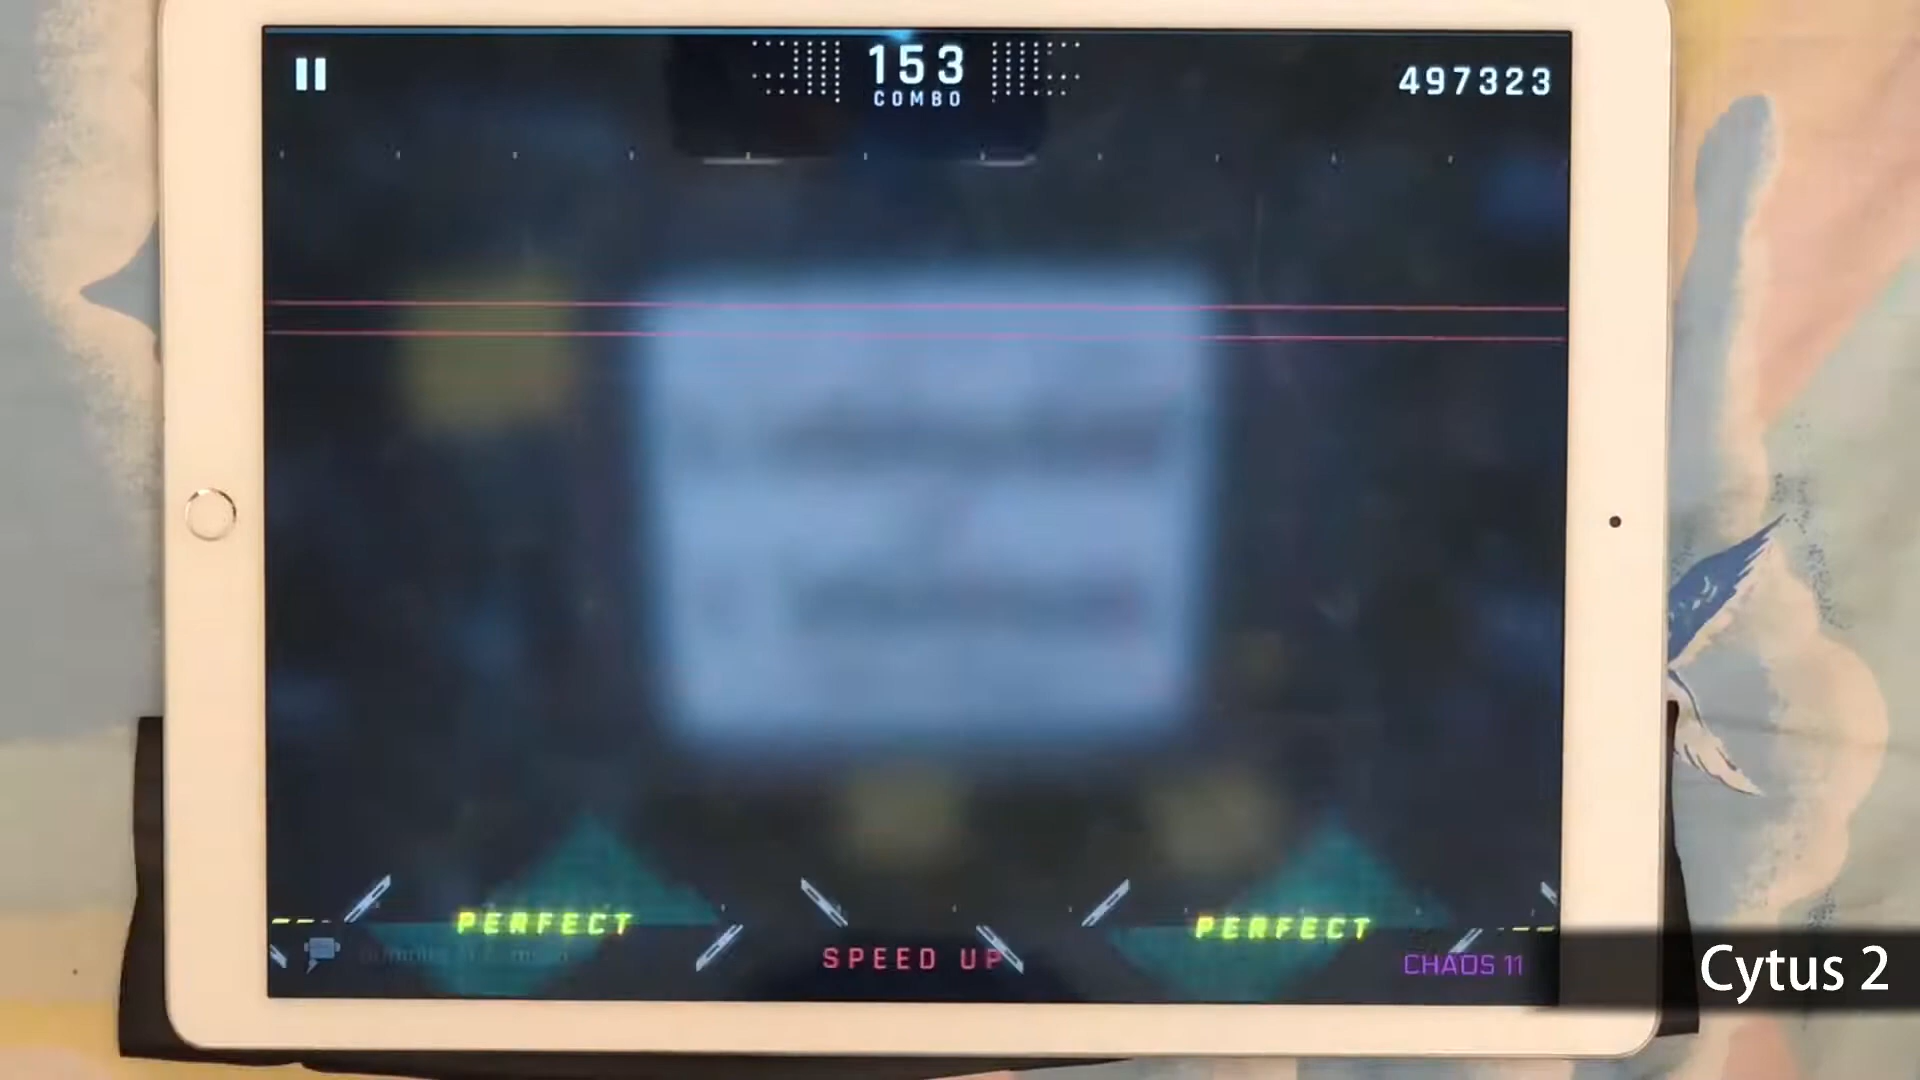 153
COMBO
497323
PERFECT
PERFECT
SPEED UP
CHAOS 11
Cytus 2